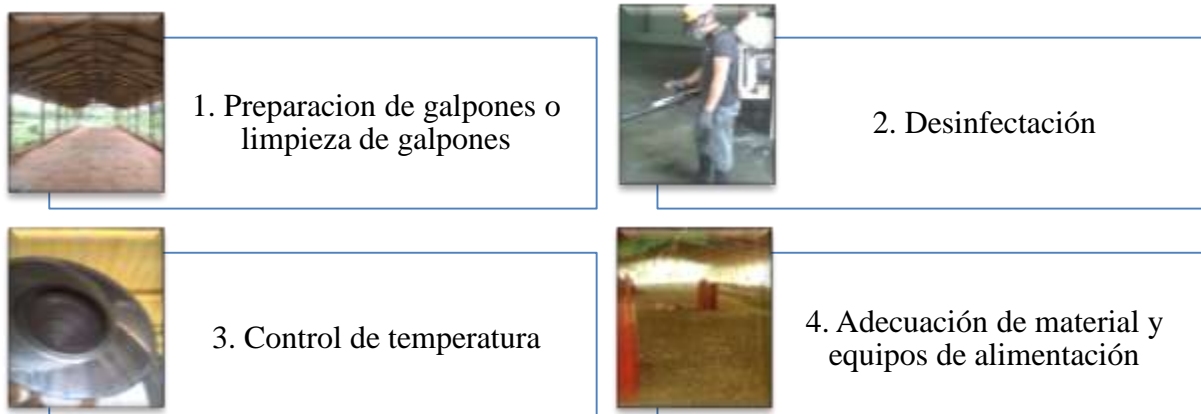 1. Preparacion de galpones o
limpieza de galpones
2. Desinfectación
3. Control de temperatura
4. Adecuación de material y
equipos de alimentación